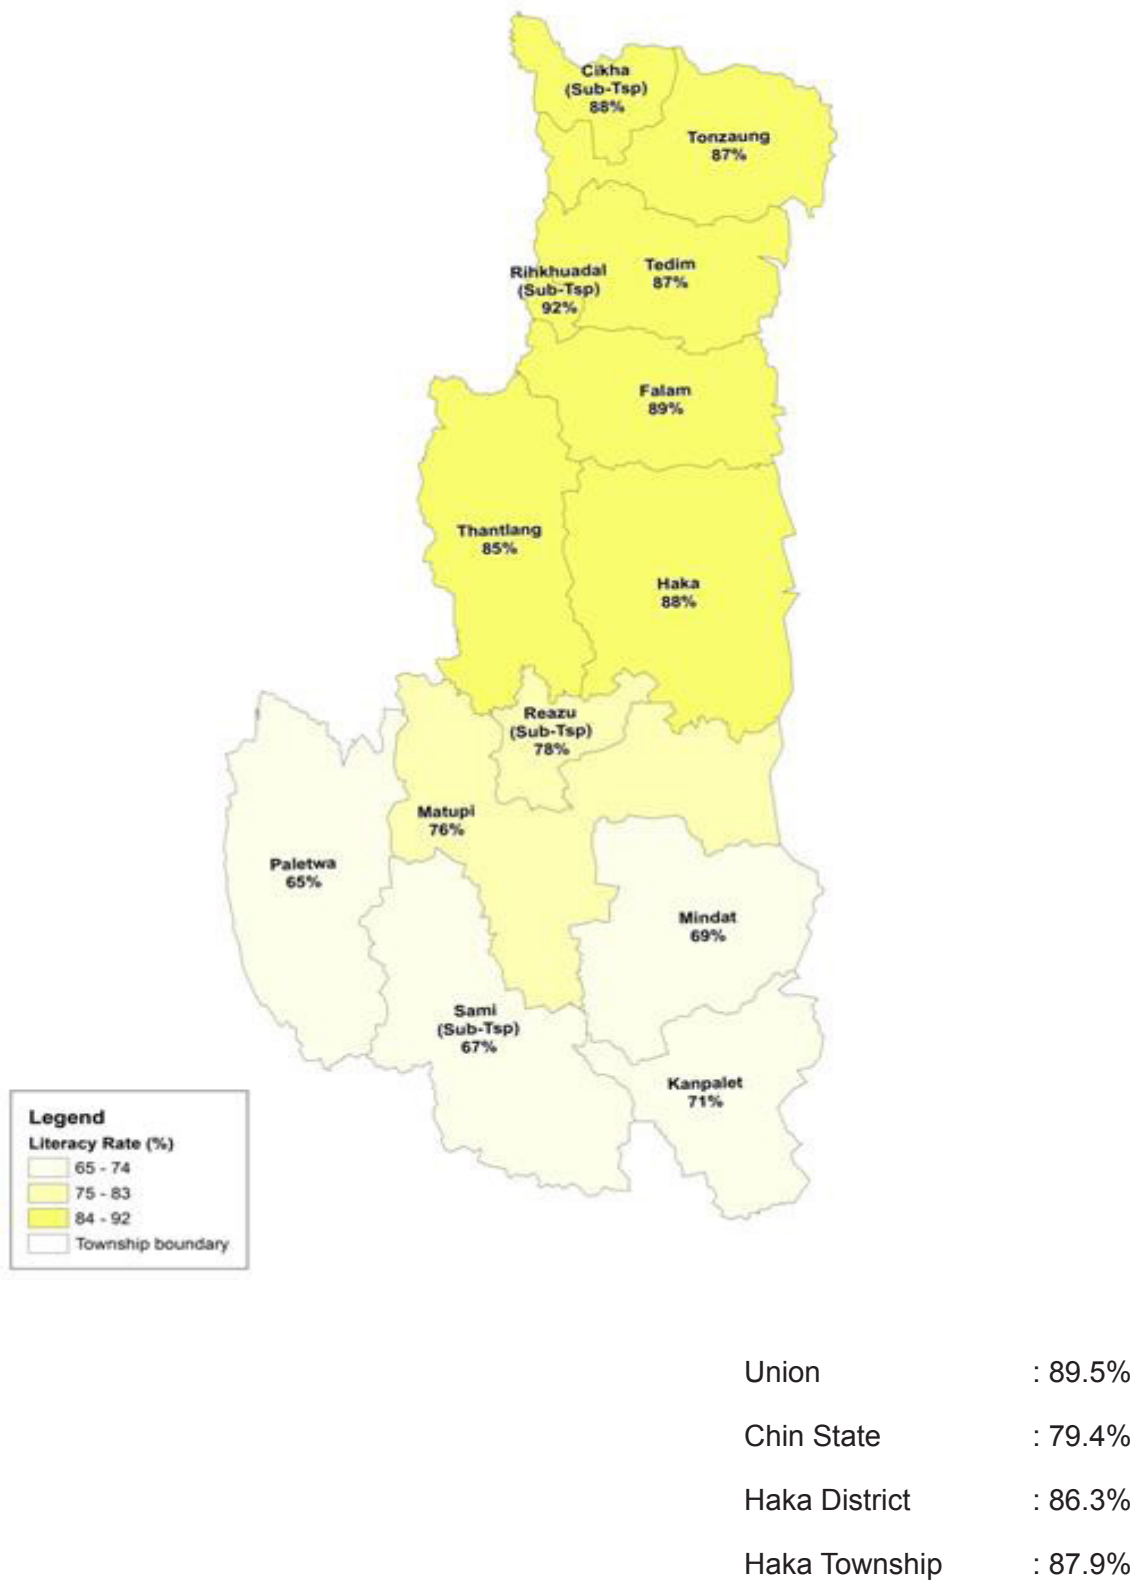 Cikha
(Sub-Tsp)
88%
Tonzaung
87%
Rihkhuadal
(Sub-Tsp)
92%
Tedim
87%
Falam
89%
Thantlang
85%
Haka
88%
Reazu
(Sub-Tsp)
78%
Matupi
76%
Paletwa
65%
Mindat
69%
Sami
(Sub-Tsp)
67%
Kanpalet
71%
Legend
Literacy Rate (%)
65 - 74
75 - 83
84 - 92
Township boundary
Union : 89.5%
Chin State : 79.4%
Haka District : 86.3%
Haka Township : 87.9%